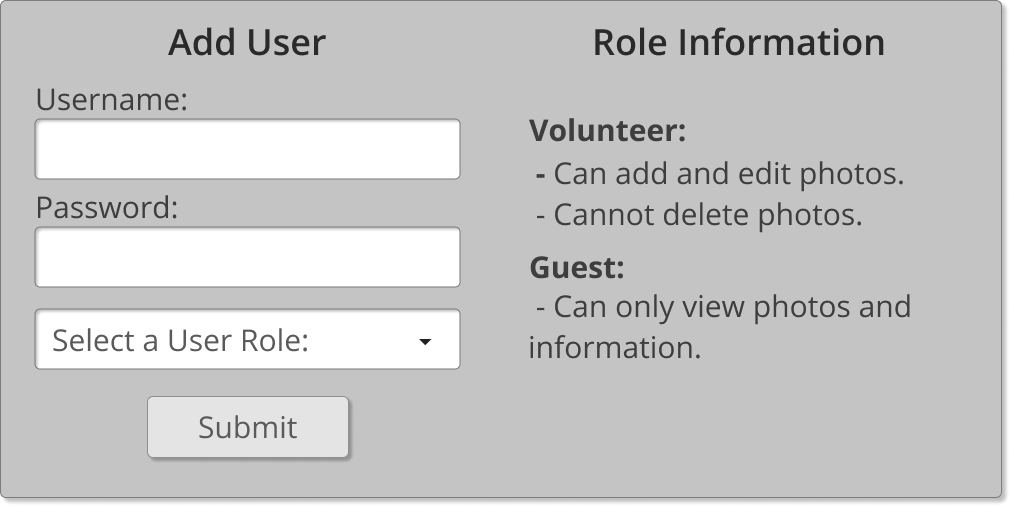 Add User
Username:
Password:
Select a User Role:
Submit
Role Information
Volunteer:
- Can add and edit photos.
- Cannot delete photos.
Guest:
- Can only view photos and
information.